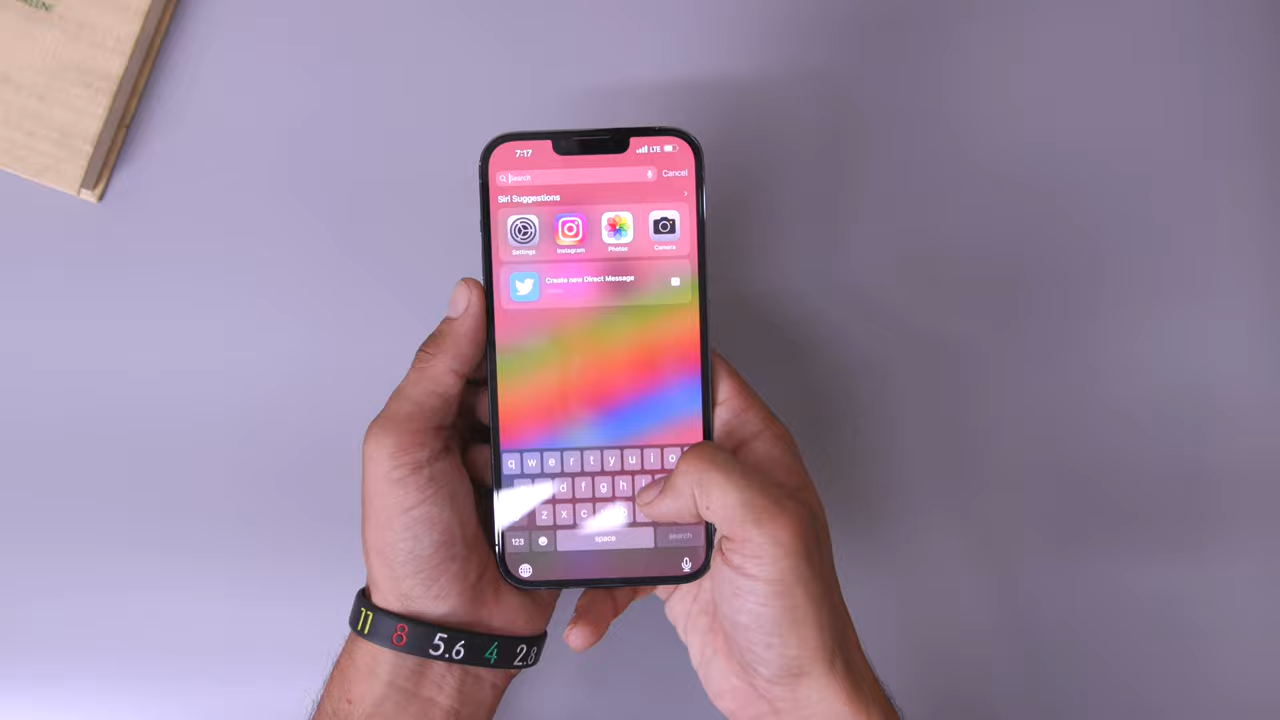 7:17 LTE
Search Cancel
Siri Suggestions
Settings Instagram Photos Camera
Create new Direct Message
q w e r t y u i o
d f g h
z x c
123 space search
11 8 5.6 4 2.8